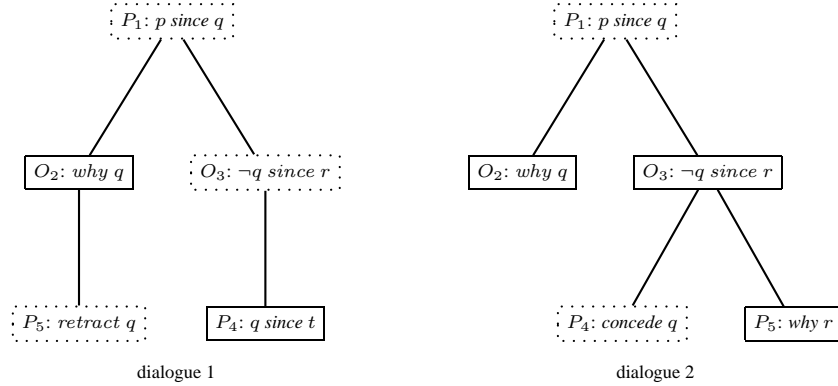 P₁: p since q
P₁: p since q
O₂: why q
O₃: ¬q since r
O₂: why q
O₃: ¬q since r
P₅: retract q
P₄: q since t
P₄: concede q
P₅: why r
dialogue 1
dialogue 2